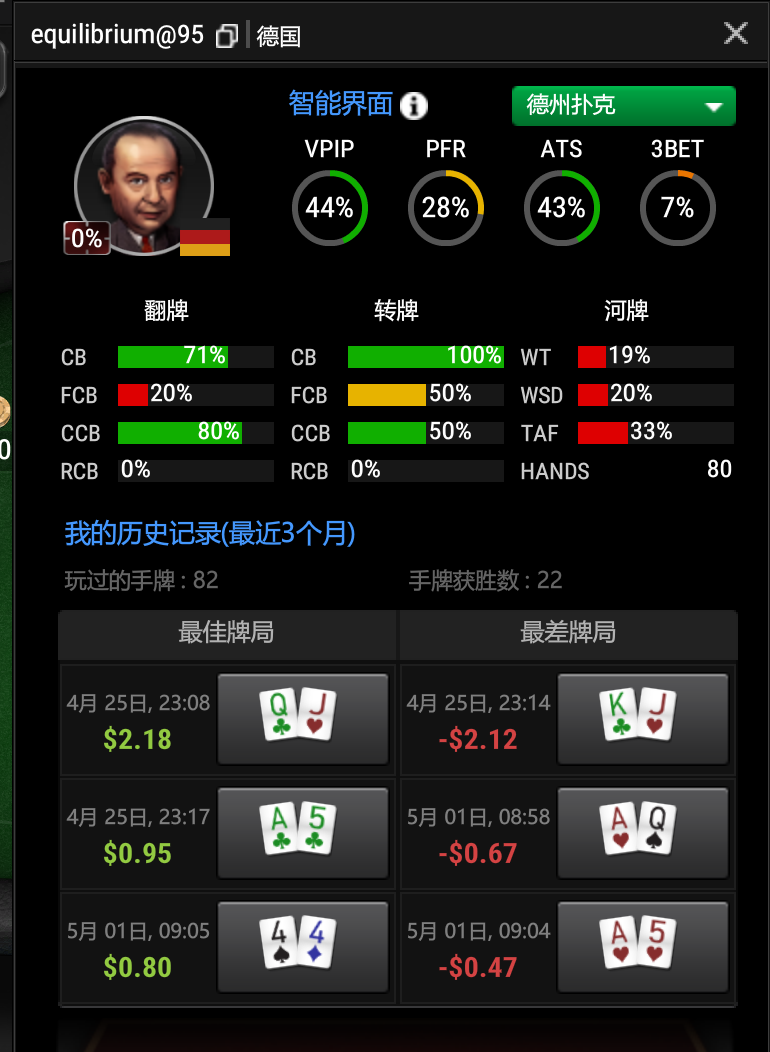 equilibrium@95 德国
智能界面 德州扑克
VPIP PFR ATS 3BET
44% 28% 43% 7%
0%
翻牌 转牌 河牌
CB 71% CB 100% WT 19%
FCB 20% FCB 50% WSD 20%
CCB 80% CCB 50% TAF 33%
RCB 0% RCB 0% HANDS 80
我的历史记录(最近3个月)
玩过的手牌 : 82 手牌获胜数 : 22
最佳牌局 最差牌局
4月 25日, 23:08 Q J 4月 25日, 23:14 K J
$2.18 -$2.12
4月 25日, 23:17 A 5 5月 01日, 08:58 A Q
$0.95 -$0.67
5月 01日, 09:05 4 4 5月 01日, 09:04 A 5
$0.80 -$0.47
0